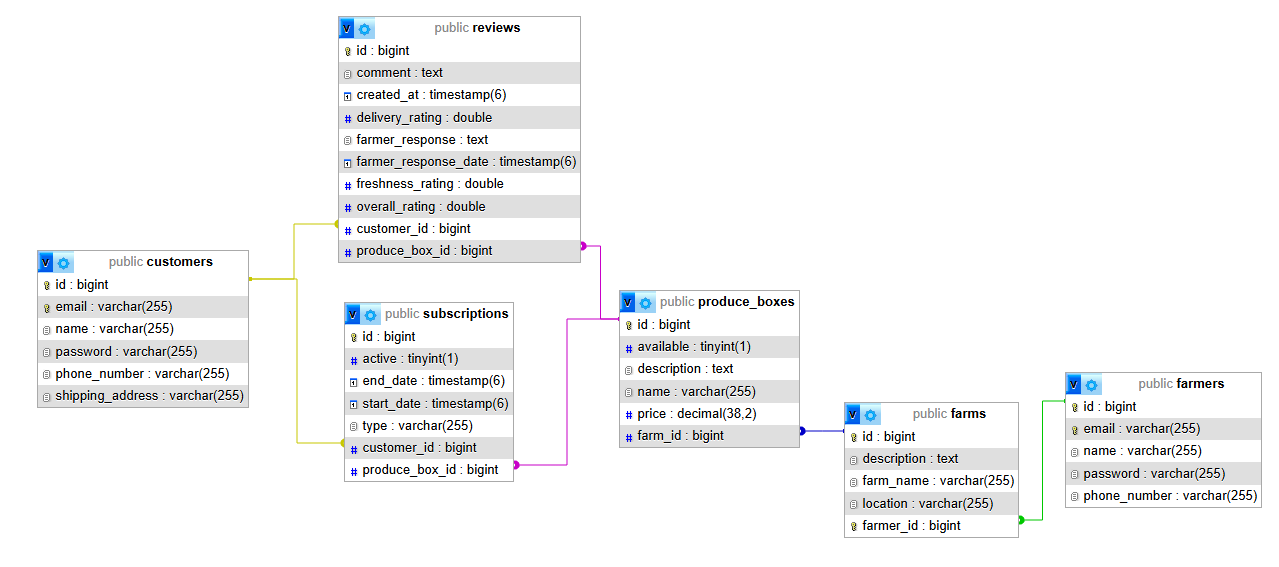 V public reviews
id : bigint
comment : text
created_at : timestamp(6)
# delivery_rating : double
farmer_response : text
farmer_response_date : timestamp(6)
# freshness_rating : double
# overall_rating : double
# customer_id : bigint
# produce_box_id : bigint
V public customers
id : bigint
email : varchar(255)
name : varchar(255)
password : varchar(255)
phone_number : varchar(255)
shipping_address : varchar(255)
V public subscriptions
id : bigint
# active : tinyint(1)
end_date : timestamp(6)
start_date : timestamp(6)
type : varchar(255)
# customer_id : bigint
# produce_box_id : bigint
V public produce_boxes
id : bigint
# available : tinyint(1)
description : text
name : varchar(255)
# price : decimal(38,2)
# farm_id : bigint
V public farms
id : bigint
description : text
farm_name : varchar(255)
location : varchar(255)
farmer_id : bigint
V public farmers
id : bigint
email : varchar(255)
name : varchar(255)
password : varchar(255)
phone_number : varchar(255)